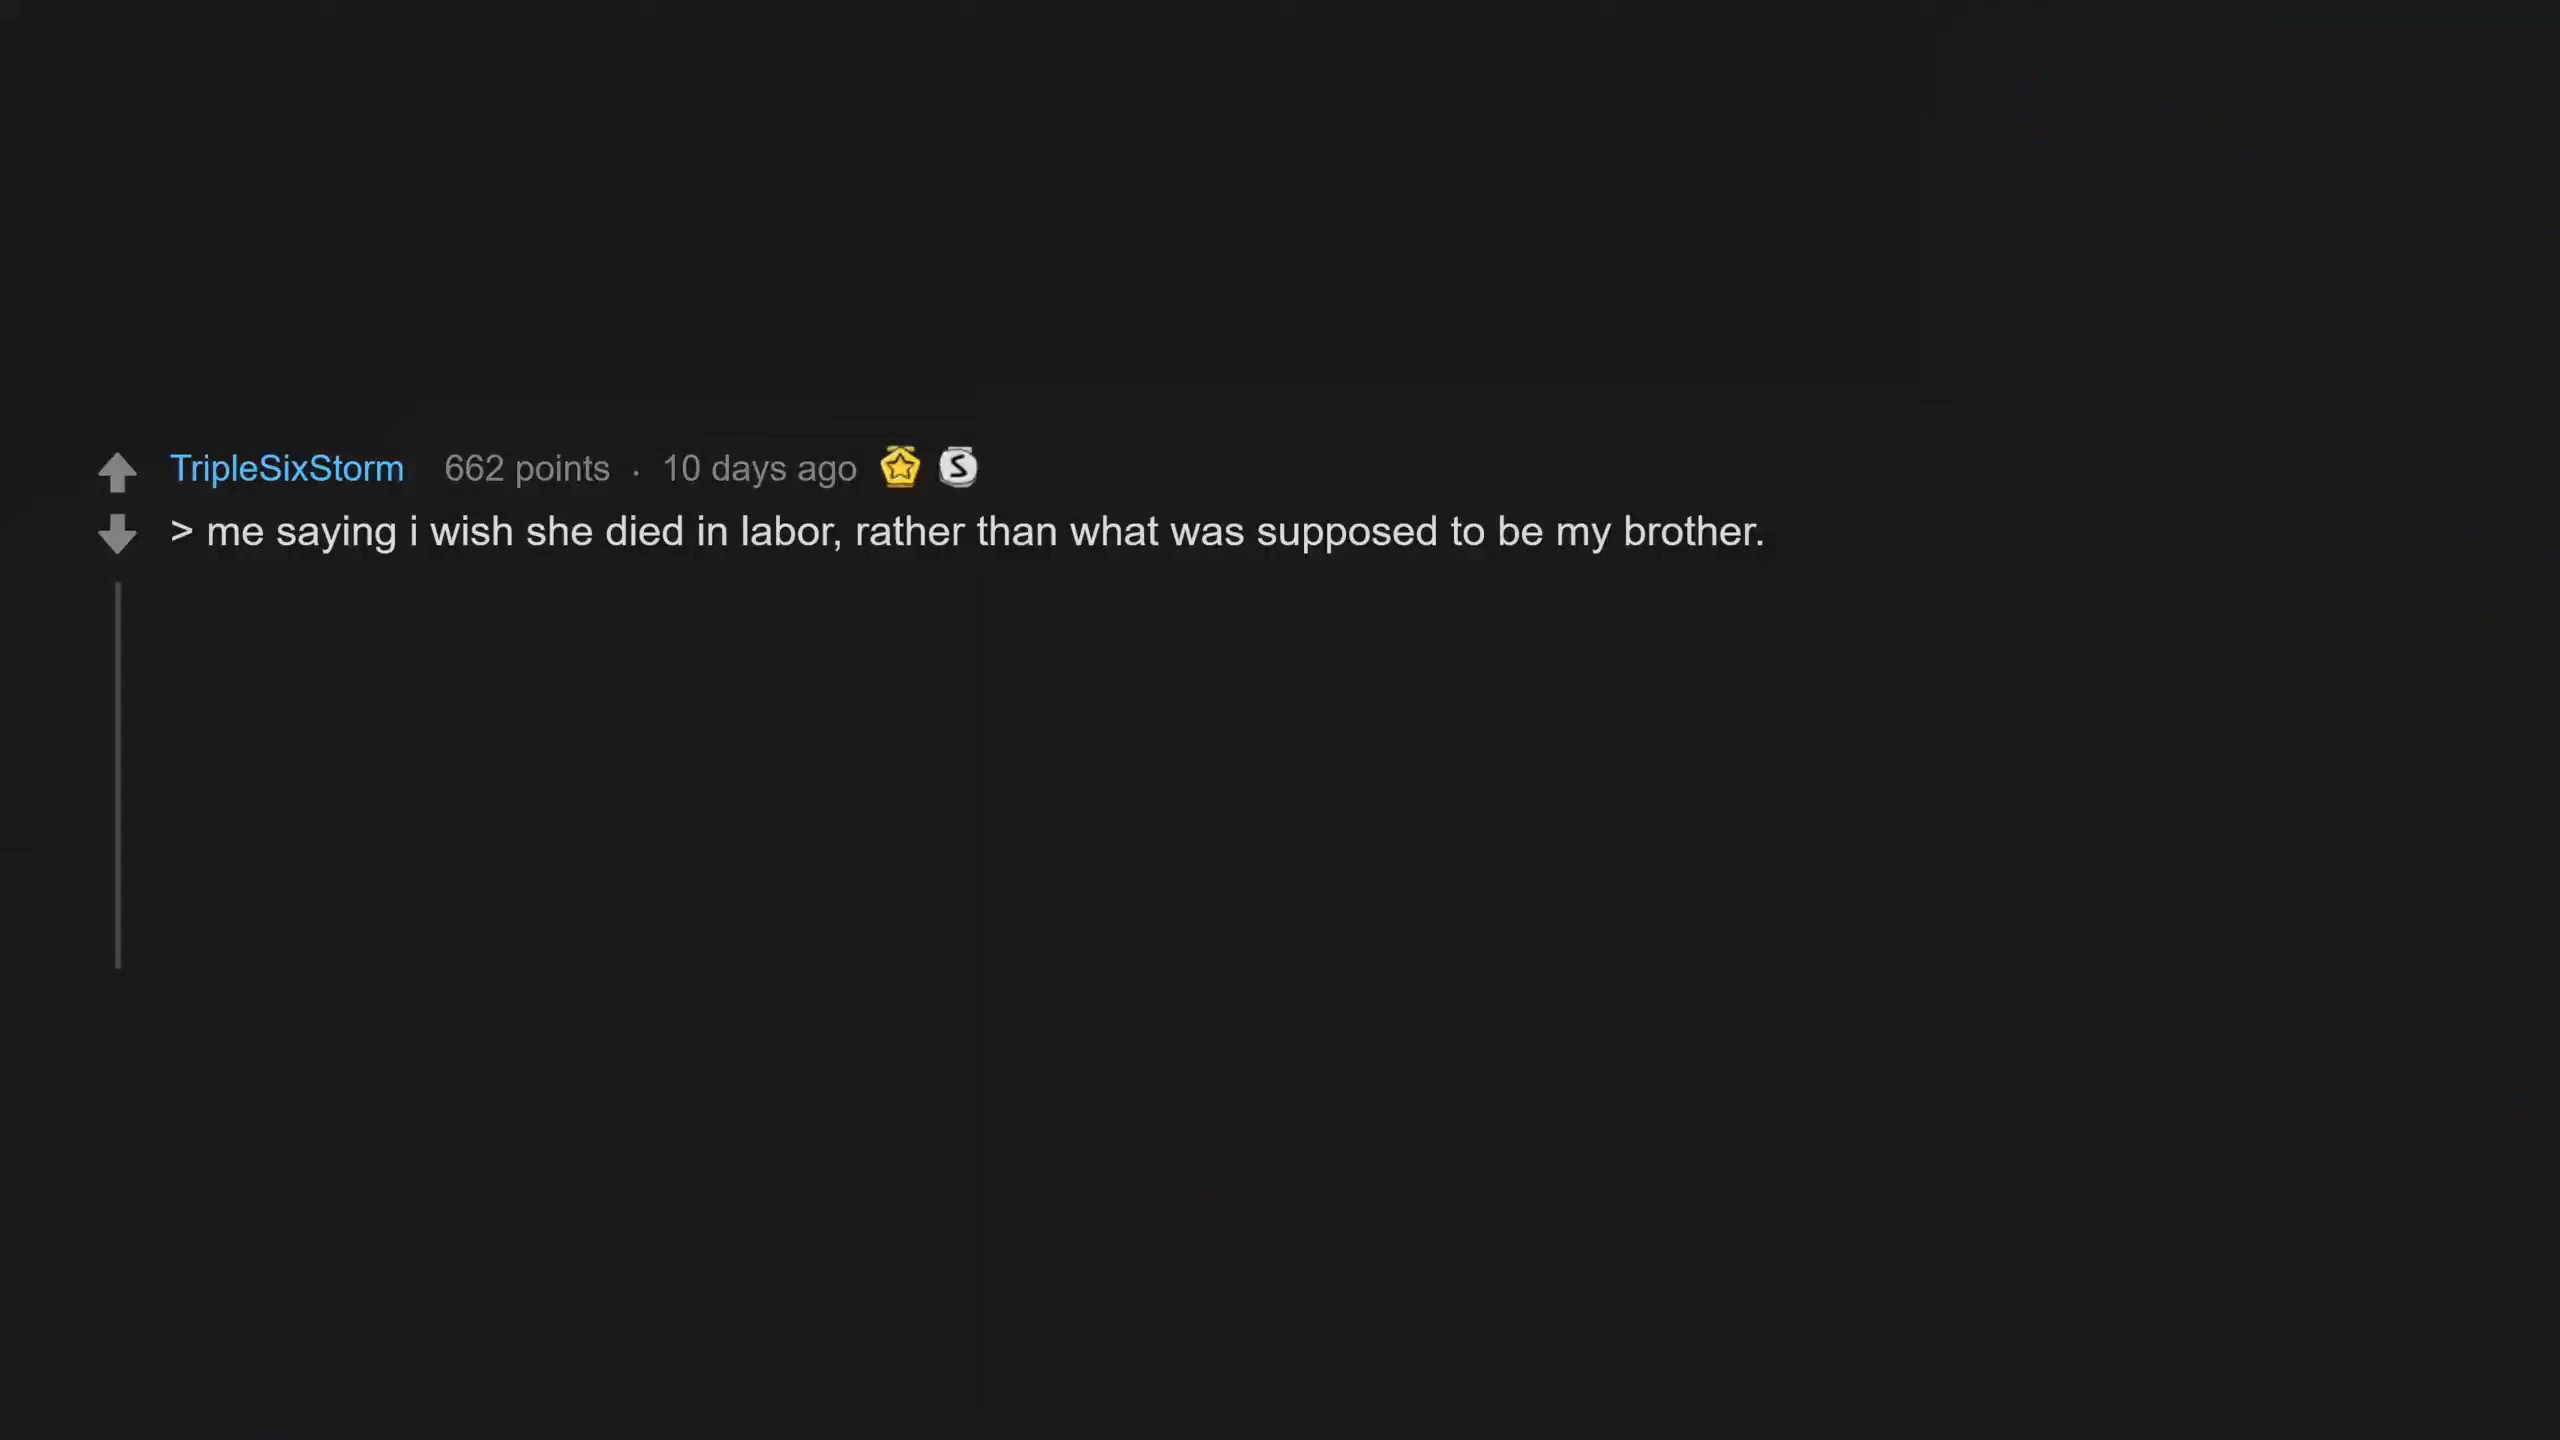 TripleSixStorm 662 points · 10 days ago S
> me saying i wish she died in labor, rather than what was supposed to be my brother.